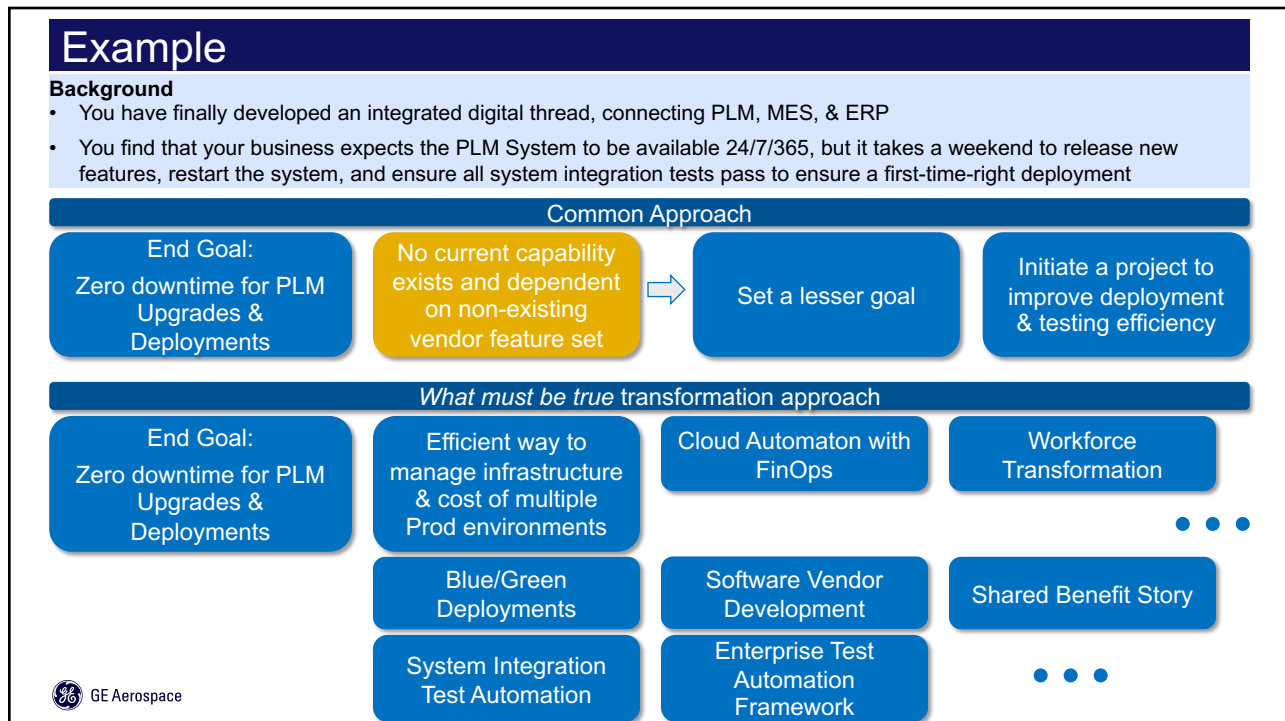 Example
Background
• You have finally developed an integrated digital thread, connecting PLM, MES, & ERP
• You find that your business expects the PLM System to be available 24/7/365, but it takes a weekend to release new
features, restart the system, and ensure all system integration tests pass to ensure a first-time-right deployment
Common Approach
End Goal:
Zero downtime for PLM
Upgrades &
Deployments
No current capability
exists and dependent
on non-existing
vendor feature set
Set a lesser goal
Initiate a project to
improve deployment
& testing efficiency
What must be true transformation approach
End Goal:
Zero downtime for PLM
Upgrades &
Deployments
Efficient way to
manage infrastructure
& cost of multiple
Prod environments
Cloud Automaton with
FinOps
Workforce
Transformation
Blue/Green
Deployments
Software Vendor
Development
Shared Benefit Story
System Integration
Test Automation
Enterprise Test
Automation
Framework
GE Aerospace